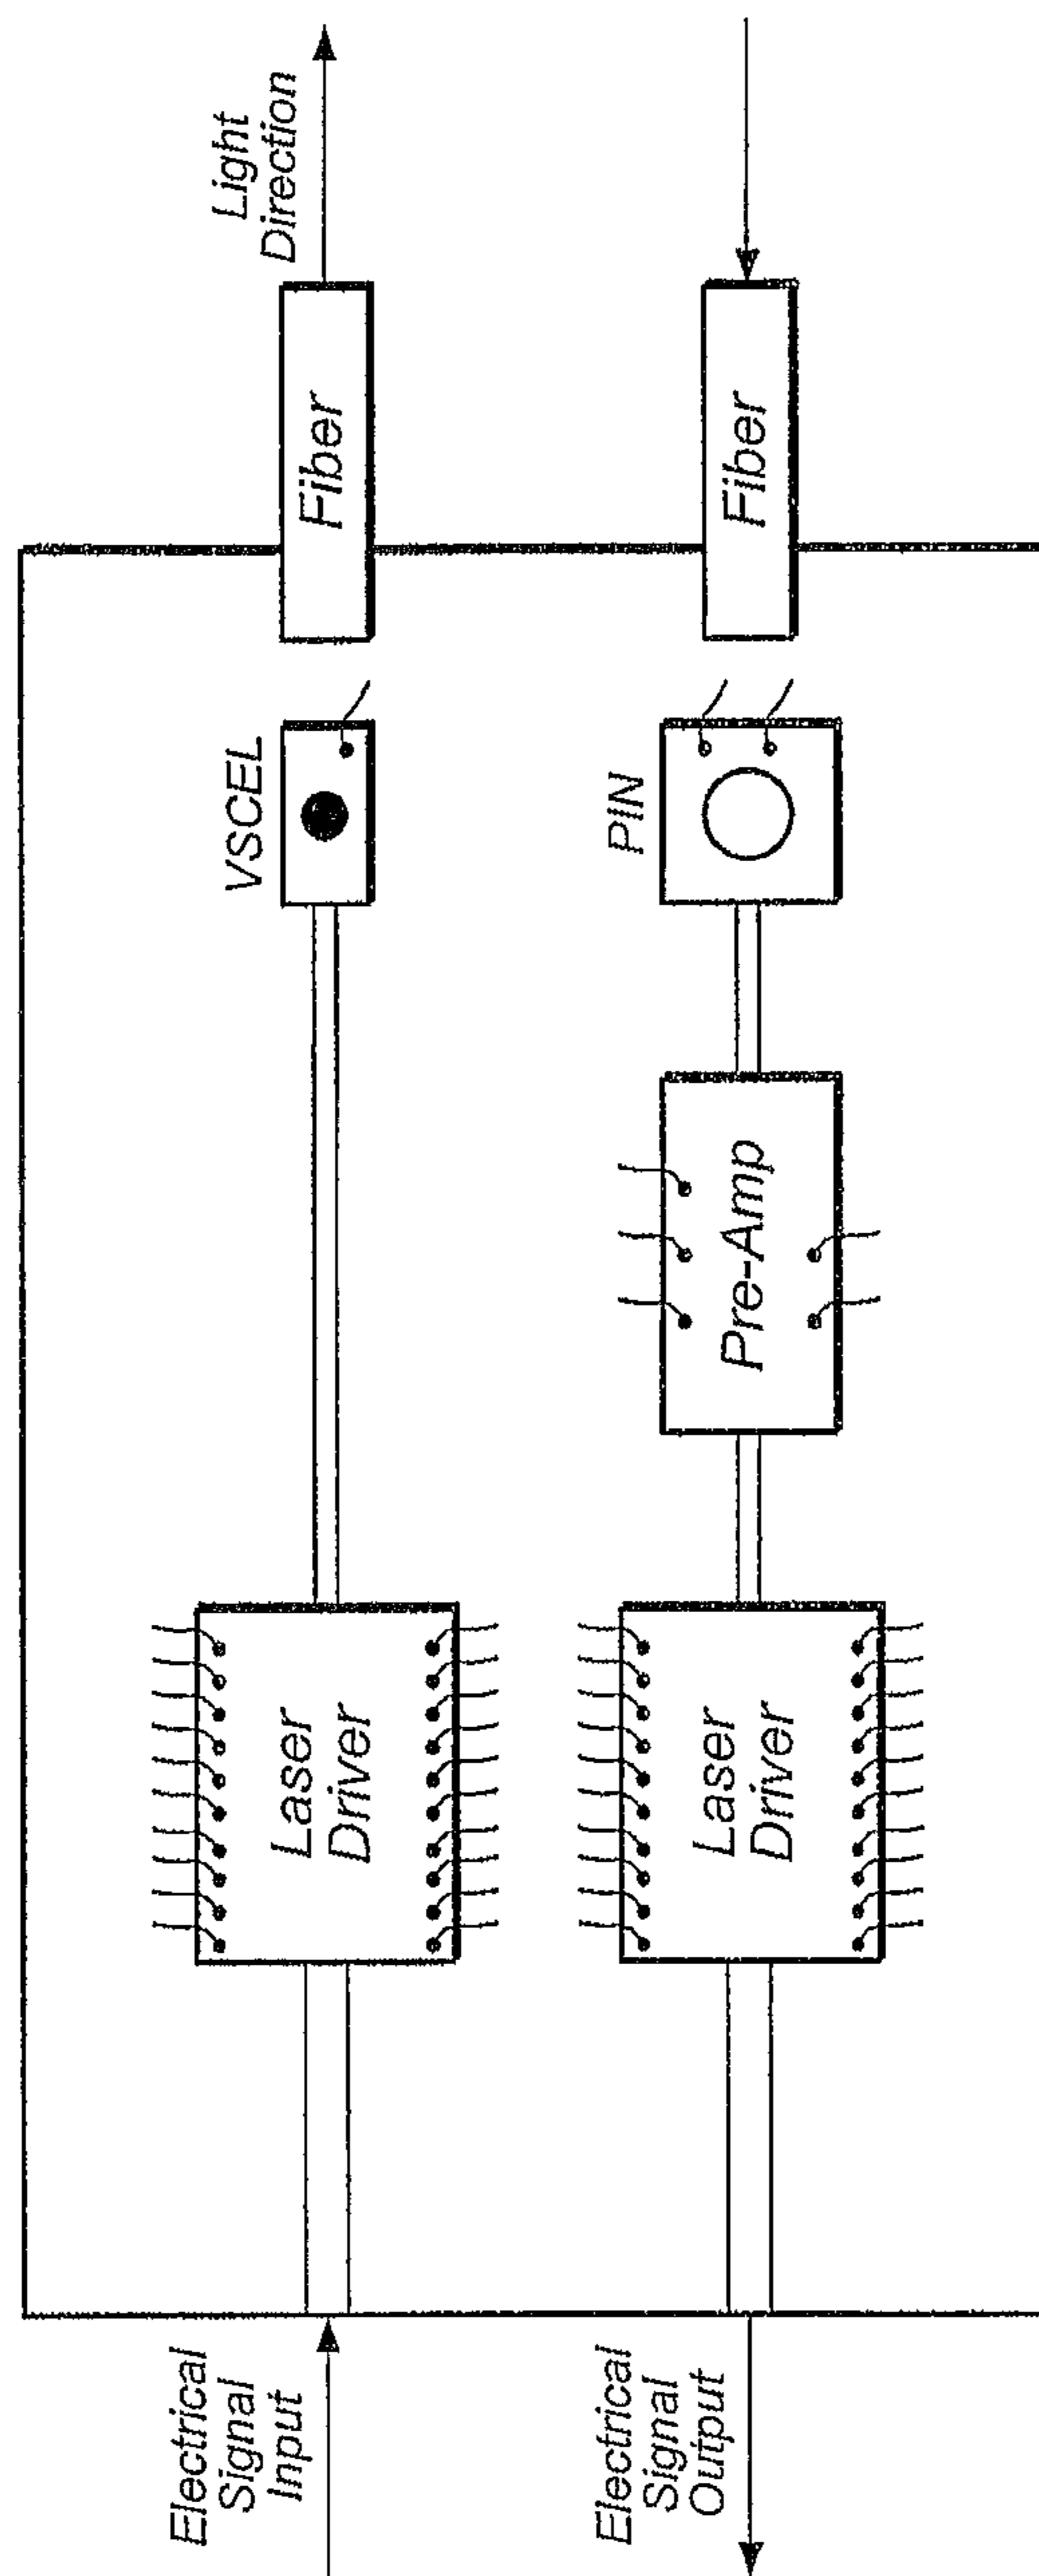 Electrical
Signal
Input
Laser
Driver
VSCEL
Fiber
Light
Direction
Electrical
Signal
Output
Laser
Driver
Pre-Amp
PIN
Fiber